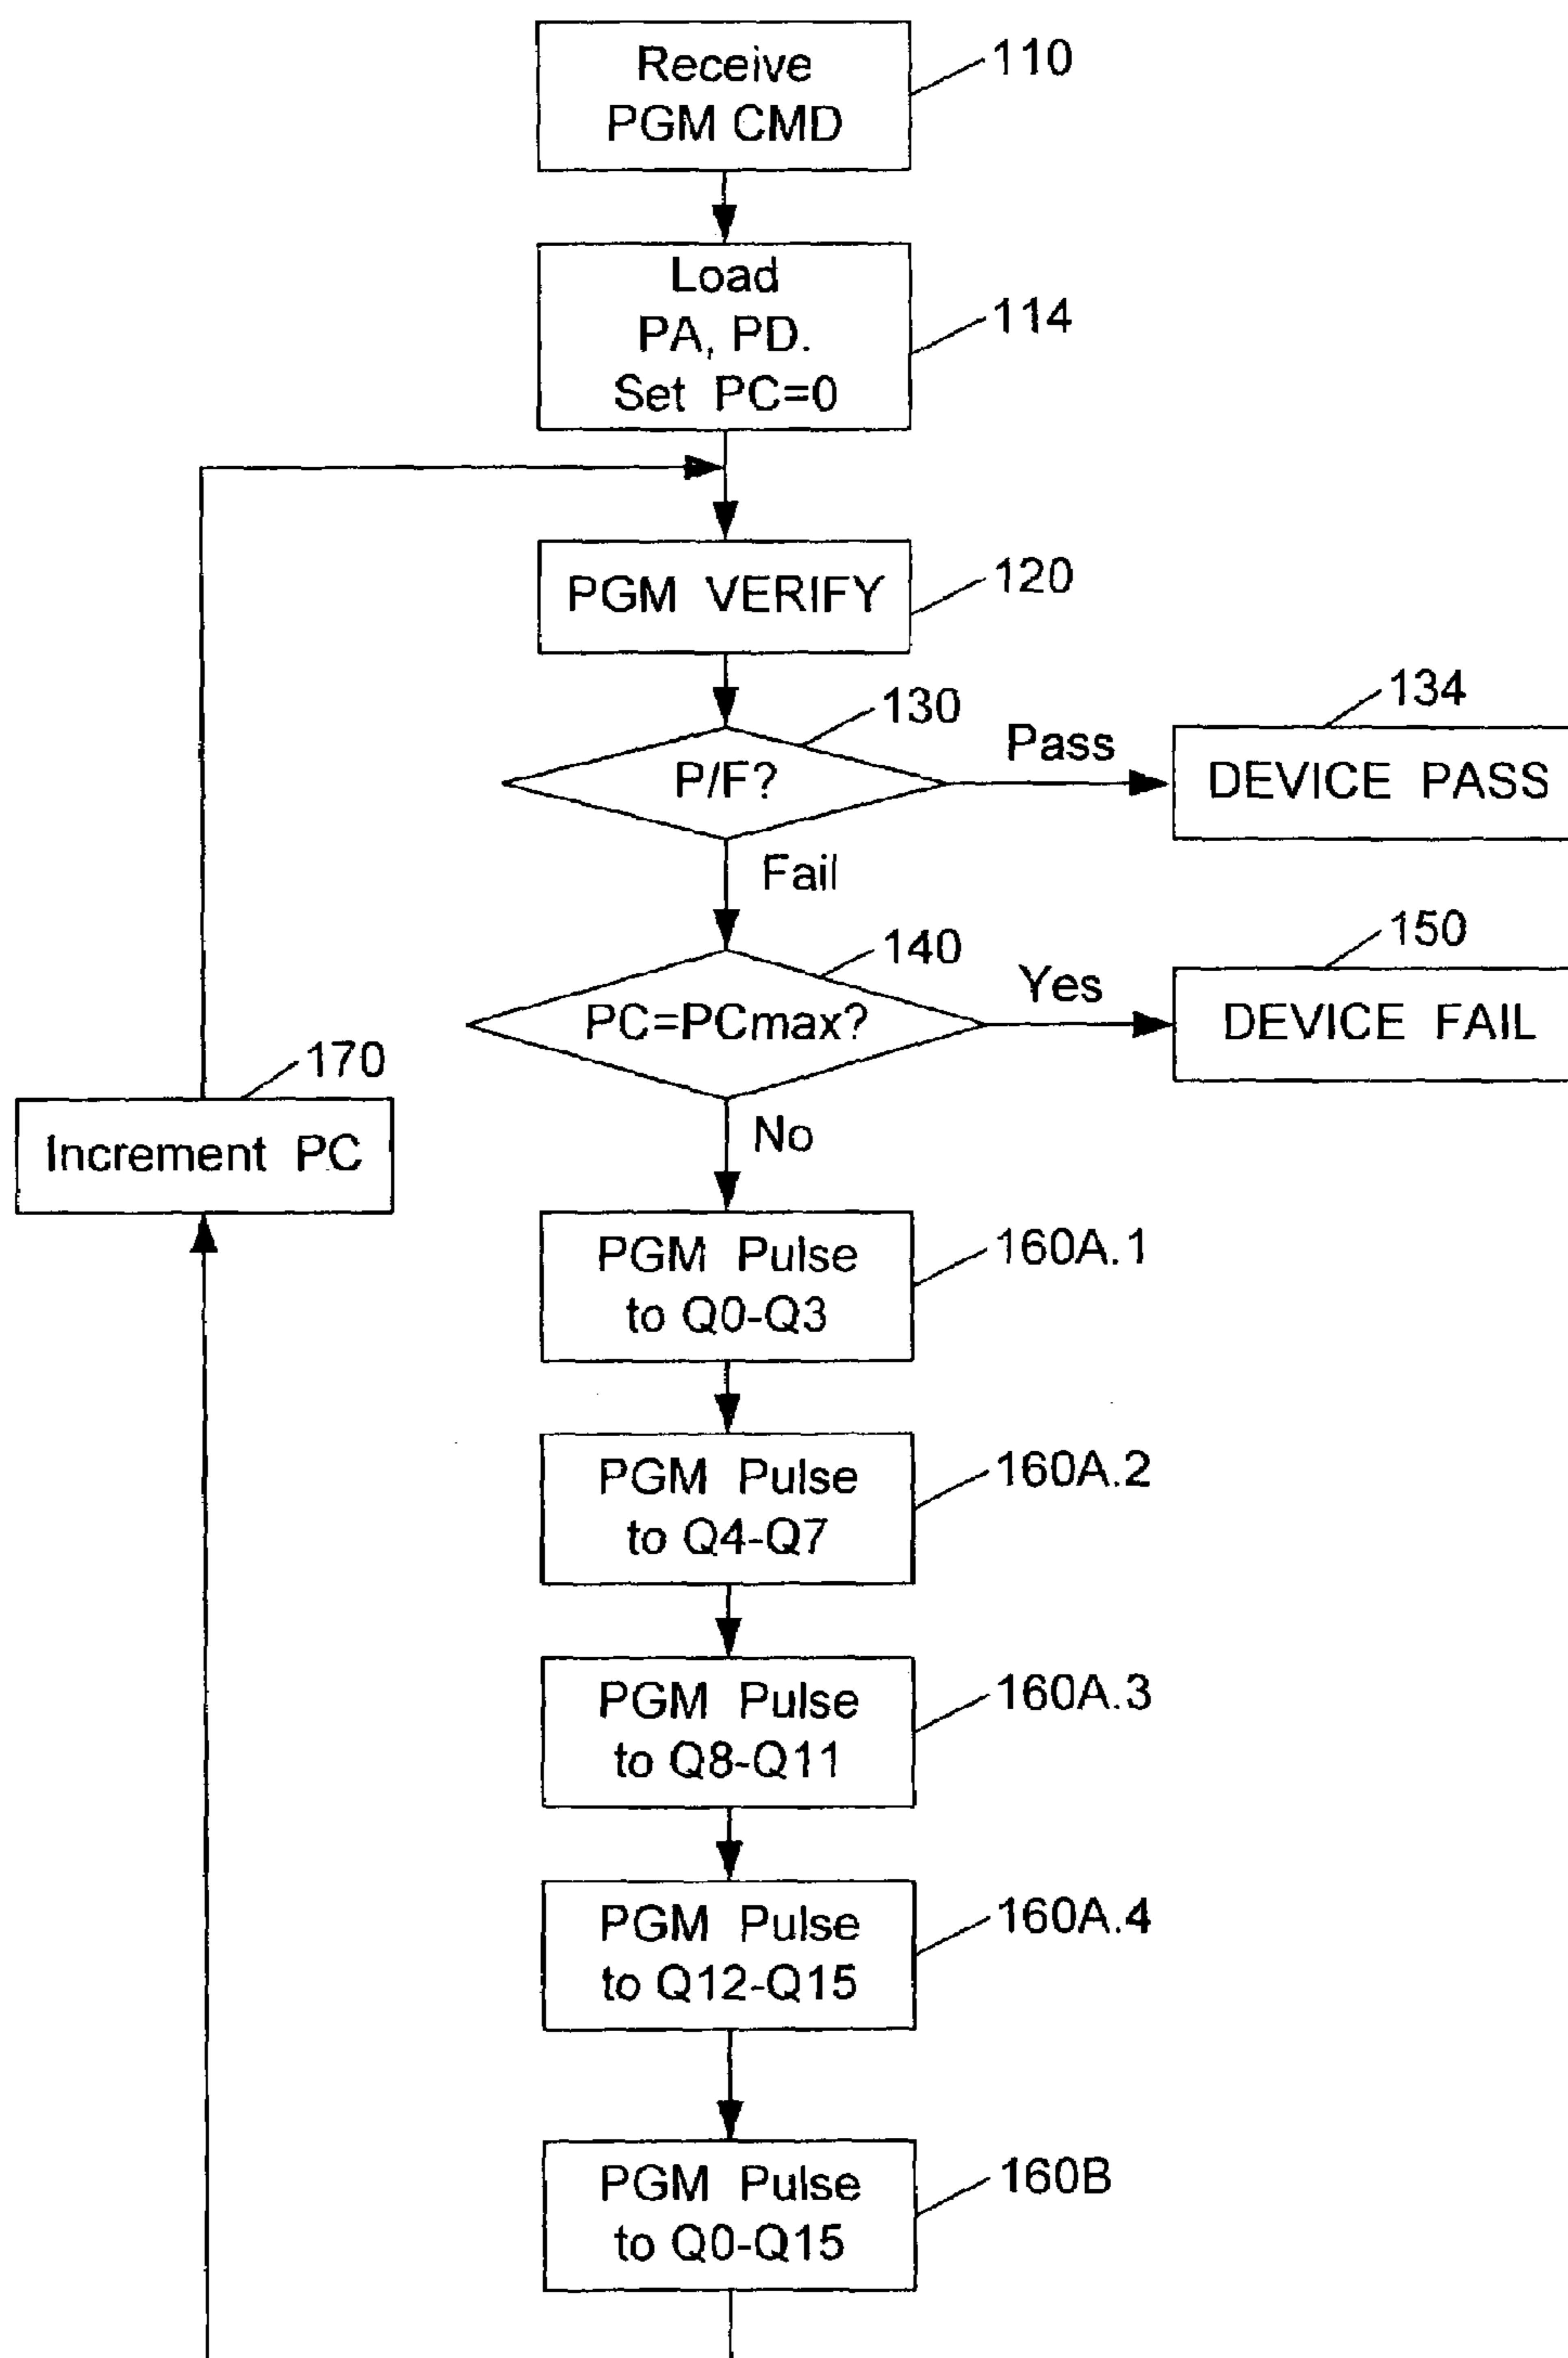 Receive
PGM CMD
110
Load
PA, PD.
Set PC=0
114
PGM VERIFY
120
130
P/F?
Pass
134
DEVICE PASS
Fail
140
PC=PCmax?
Yes
150
DEVICE FAIL
170
Increment PC
No
PGM Pulse
to Q0-Q3
160A.1
PGM Pulse
to Q4-Q7
160A.2
PGM Pulse
to Q8-Q11
160A.3
PGM Pulse
to Q12-Q15
160A.4
PGM Pulse
to Q0-Q15
160B